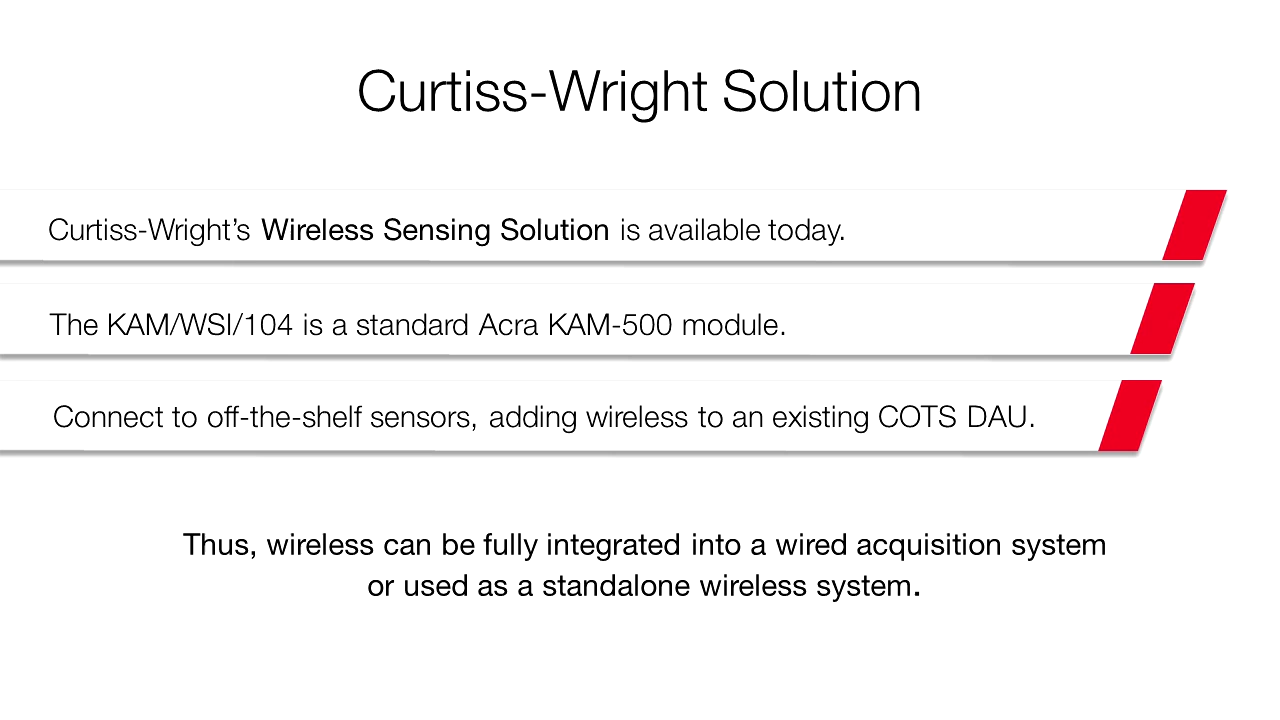 Curtiss-Wright Solution
Curtiss-Wright’s Wireless Sensing Solution is available today.
The KAM/WSI/104 is a standard Acra KAM-500 module.
Connect to off-the-shelf sensors, adding wireless to an existing COTS DAU.
Thus, wireless can be fully integrated into a wired acquisition system
or used as a standalone wireless system.